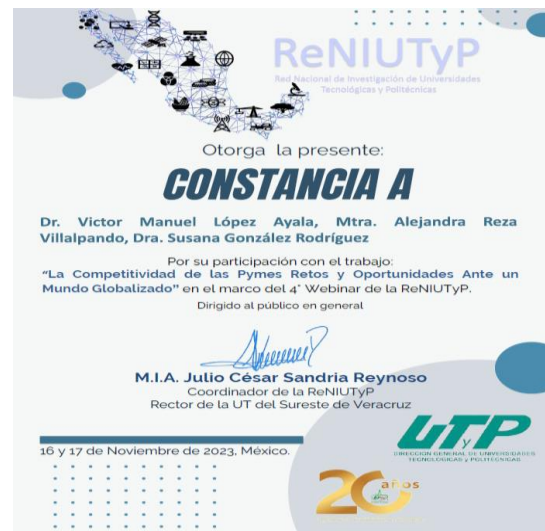 ReNIUTyP
Red Nacional de Investigación de Universidades
Tecnológicas y Politécnicas
Otorga la presente:
CONSTANCIA A
Dr. Victor Manuel López Ayala, Mtra. Alejandra Reza
Villalpando, Dra. Susana González Rodríguez
Por su participación con el trabajo:
“La Competitividad de las Pymes Retos y Oportunidades Ante un
Mundo Globalizado” en el marco del 4° Webinar de la ReNIUTyP.
Dirigido al público en general
M.I.A. Julio César Sandria Reynoso
Coordinador de la ReNIUTyP
Rector de la UT del Sureste de Veracruz
16 y 17 de Noviembre de 2023, México.
UTyP
DIRECCIÓN GENERAL DE UNIVERSIDADES
TECNOLÓGICAS y POLITÉCNICAS
20 años